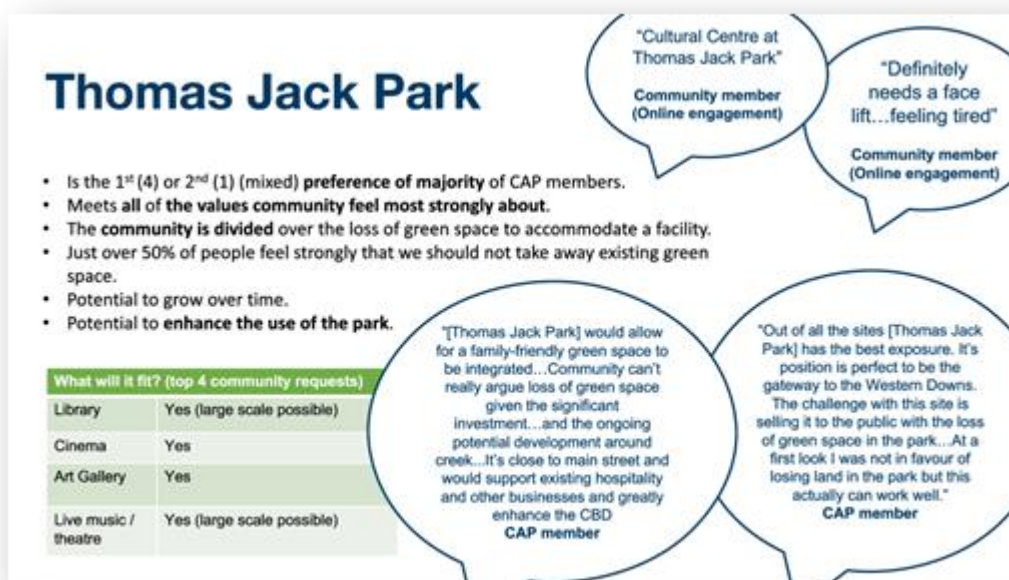 Thomas Jack Park
• Is the 1st (4) or 2nd (1) (mixed) preference of majority of CAP members.
• Meets all of the values community feel most strongly about.
• The community is divided over the loss of green space to accommodate a facility.
• Just over 50% of people feel strongly that we should not take away existing green
space.
• Potential to grow over time.
• Potential to enhance the use of the park.
What will it fit? (top 4 community requests)
Library Yes (large scale possible)
Cinema Yes
Art Gallery Yes
Live music / Yes (large scale possible)
theatre
"Cultural Centre at
Thomas Jack Park"
Community member
(Online engagement)
"Definitely
needs a face
lift…feeling tired"
Community member
(Online engagement)
"[Thomas Jack Park] would allow
for a family-friendly green space to
be integrated…Community can't
really argue loss of green space
given the significant
investment…and the ongoing
potential development around
creek…It's close to main street and
would support existing hospitality
and other businesses and greatly
enhance the CBD
CAP member
"Out of all the sites [Thomas Jack
Park] has the best exposure. It's
position is perfect to be the
gateway to the Western Downs.
The challenge with this site is
selling it to the public with the loss
of green space in the park…At a
first look I was not in favour of
losing land in the park but this
actually can work well."
CAP member